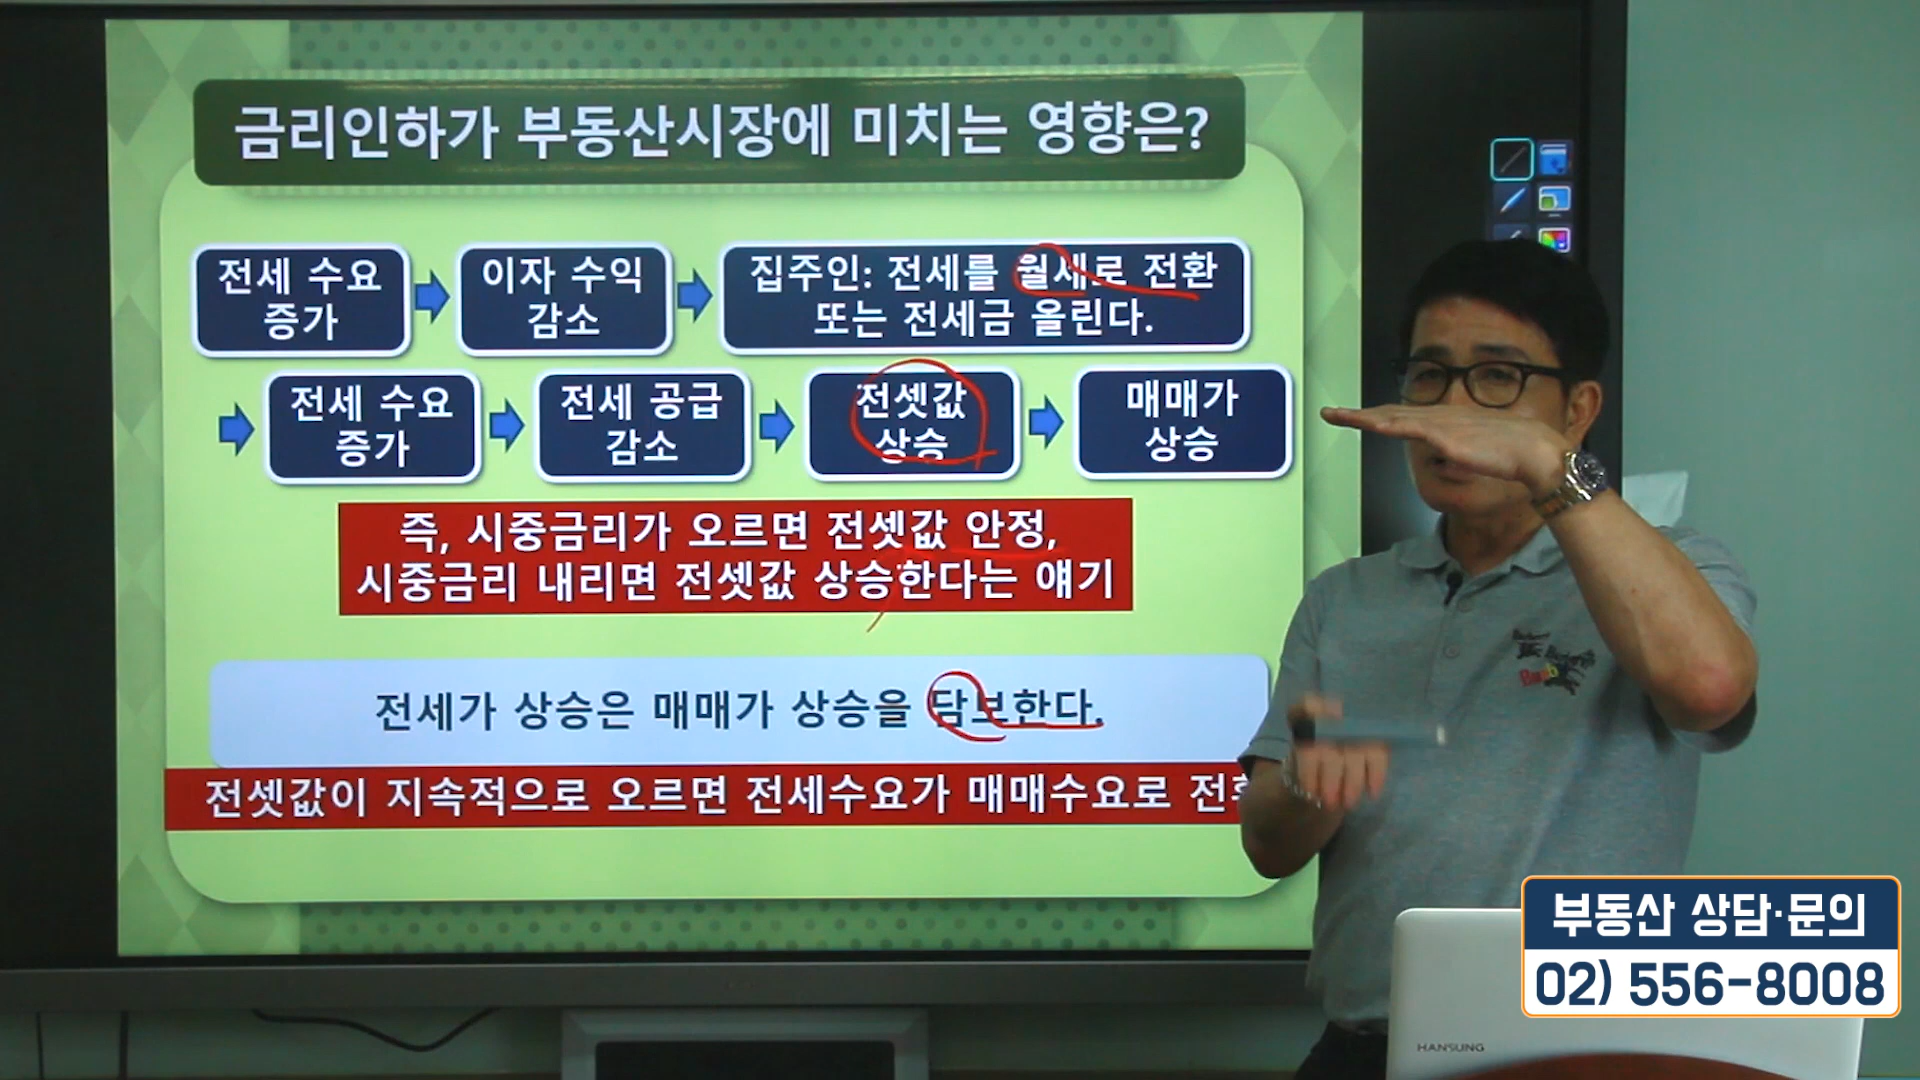 금리인하가 부동산시장에 미치는 영향은?
전세 수요
증가
이자 수익
감소
집주인: 전세를 월세로 전환
또는 전세금 올린다.
전세 수요
증가
전세 공급
감소
전셋값
상승
매매가
상승
즉, 시중금리가 오르면 전셋값 안정,
시중금리 내리면 전셋값 상승한다는 얘기
전세가 상승은 매매가 상승을 담보한다.
전셋값이 지속적으로 오르면 전세수요가 매매수요로
부동산 상담·문의
02) 556-8008
HANSUNG